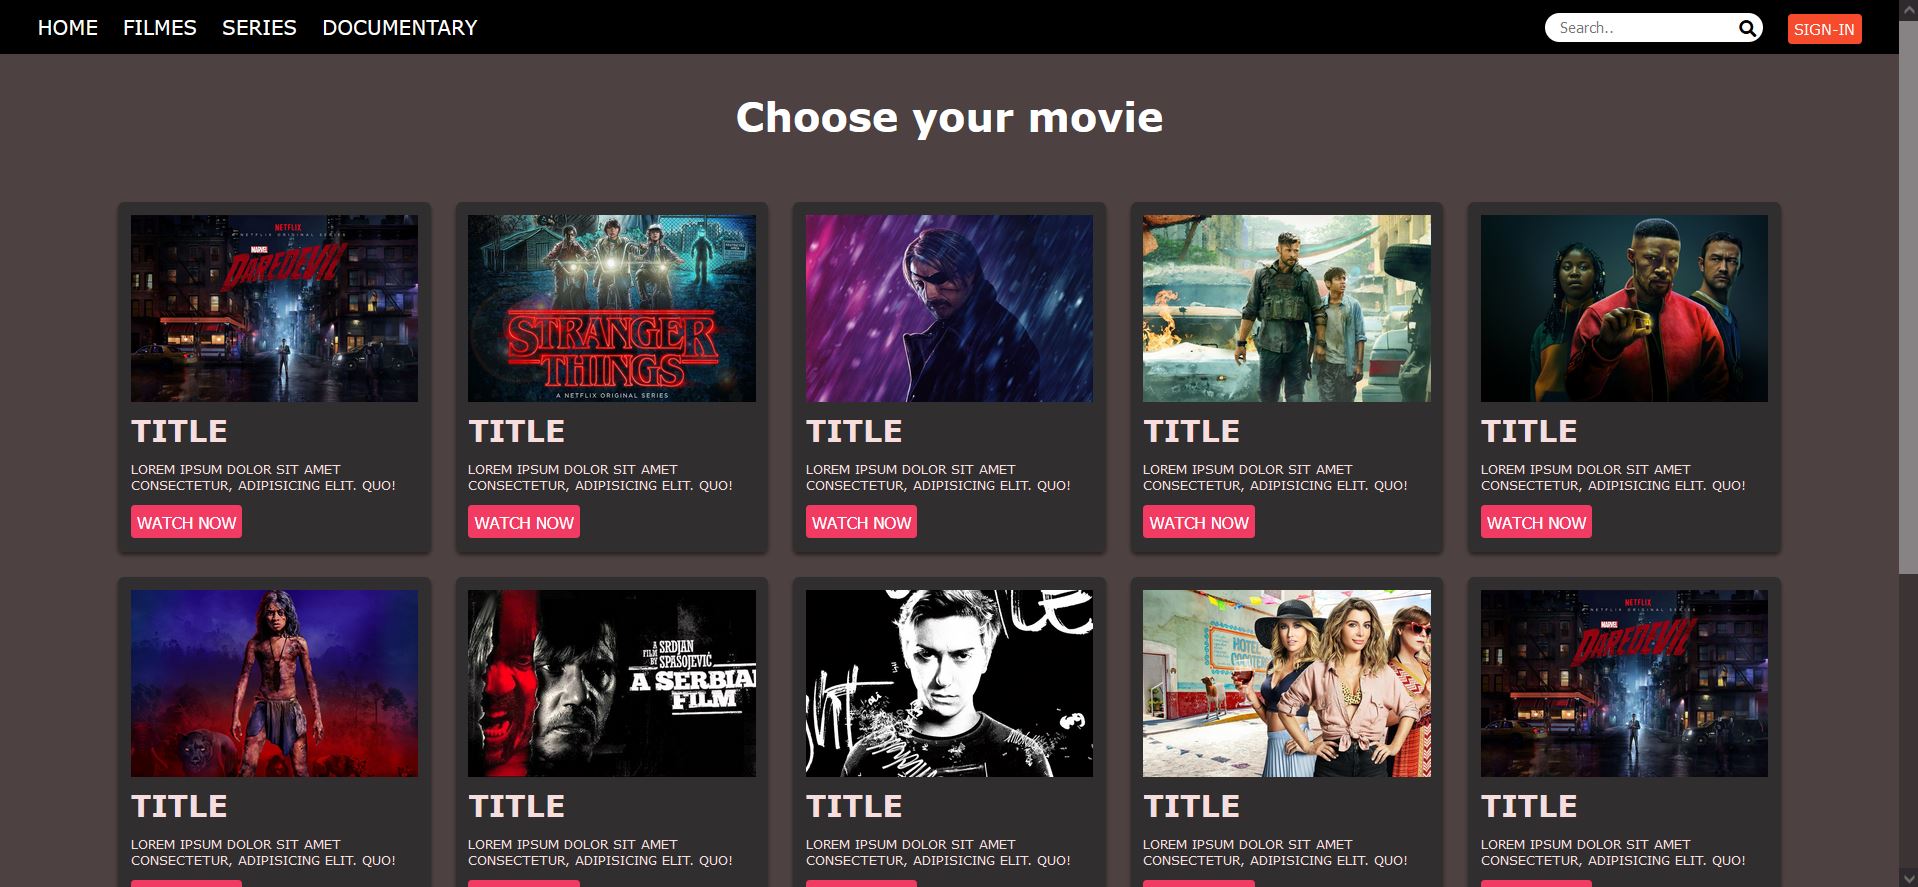 HOME FILMES SERIES DOCUMENTARY Search.. SIGN-IN
Choose your movie
NETFLIX
NETFLIX ORIGINAL SERIES
MARVEL
DAREDEVIL
STRANGER
THINGS
A NETFLIX ORIGINAL SERIES
TITLE TITLE TITLE TITLE TITLE
LOREM IPSUM DOLOR SIT AMET LOREM IPSUM DOLOR SIT AMET LOREM IPSUM DOLOR SIT AMET LOREM IPSUM DOLOR SIT AMET LOREM IPSUM DOLOR SIT AMET
CONSECTETUR, ADIPISICING ELIT. QUO! CONSECTETUR, ADIPISICING ELIT. QUO! CONSECTETUR, ADIPISICING ELIT. QUO! CONSECTETUR, ADIPISICING ELIT. QUO! CONSECTETUR, ADIPISICING ELIT. QUO!
WATCH NOW WATCH NOW WATCH NOW WATCH NOW WATCH NOW
A SRDJAN
FILM BY SPASOJEVIĆ
A SERBIAN
FILM
HOTEL
NETFLIX
NETFLIX ORIGINAL SERIES
MARVEL
DAREDEVIL
TITLE TITLE TITLE TITLE TITLE
LOREM IPSUM DOLOR SIT AMET LOREM IPSUM DOLOR SIT AMET LOREM IPSUM DOLOR SIT AMET LOREM IPSUM DOLOR SIT AMET LOREM IPSUM DOLOR SIT AMET
CONSECTETUR, ADIPISICING ELIT. QUO! CONSECTETUR, ADIPISICING ELIT. QUO! CONSECTETUR, ADIPISICING ELIT. QUO! CONSECTETUR, ADIPISICING ELIT. QUO! CONSECTETUR, ADIPISICING ELIT. QUO!